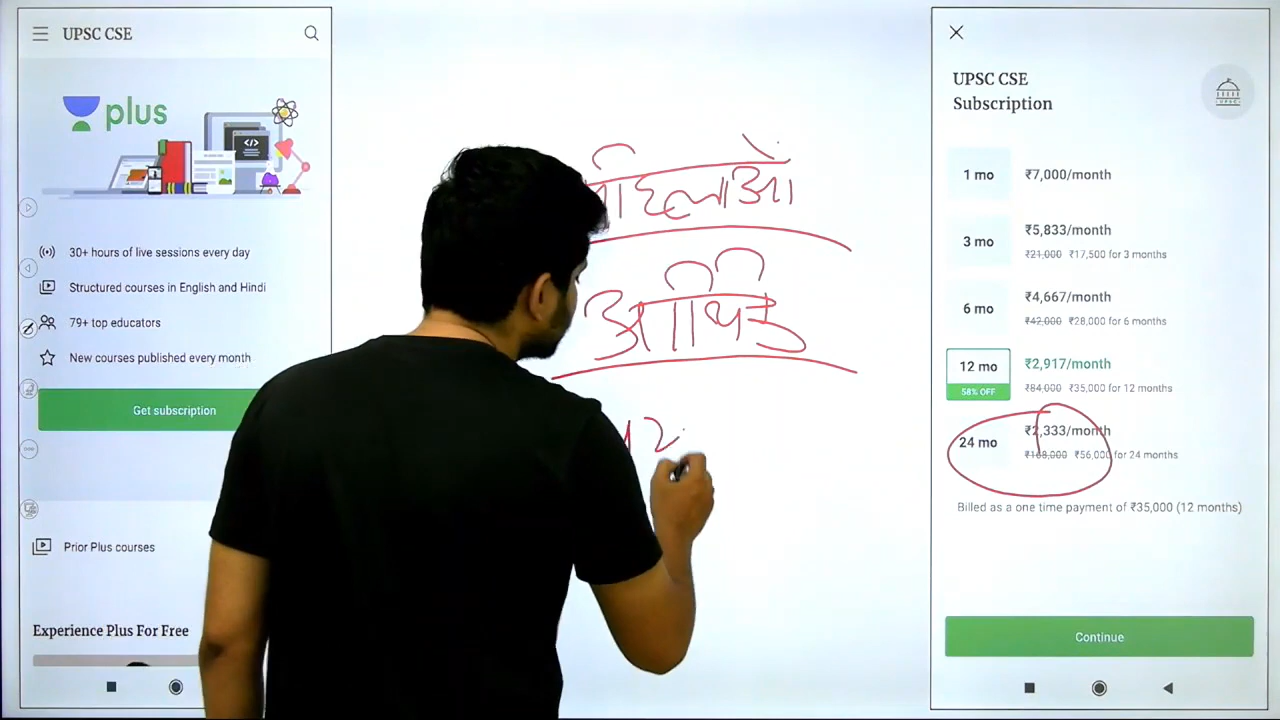 UPSC CSE
plus
30+ hours of live sessions every day
Structured courses in English and Hindi
79+ top educators
New courses published every month
Get subscription
Prior Plus courses
Experience Plus For Free
UPSC CSE
Subscription
UPSC
1 mo ₹7,000/month
3 mo ₹5,833/month
₹21,000 ₹17,500 for 3 months
6 mo ₹4,667/month
₹42,000 ₹28,000 for 6 months
12 mo ₹2,917/month
58% OFF ₹84,000 ₹35,000 for 12 months
24 mo ₹2,333/month
₹168,000 ₹56,000 for 24 months
Billed as a one time payment of ₹35,000 (12 months)
Continue